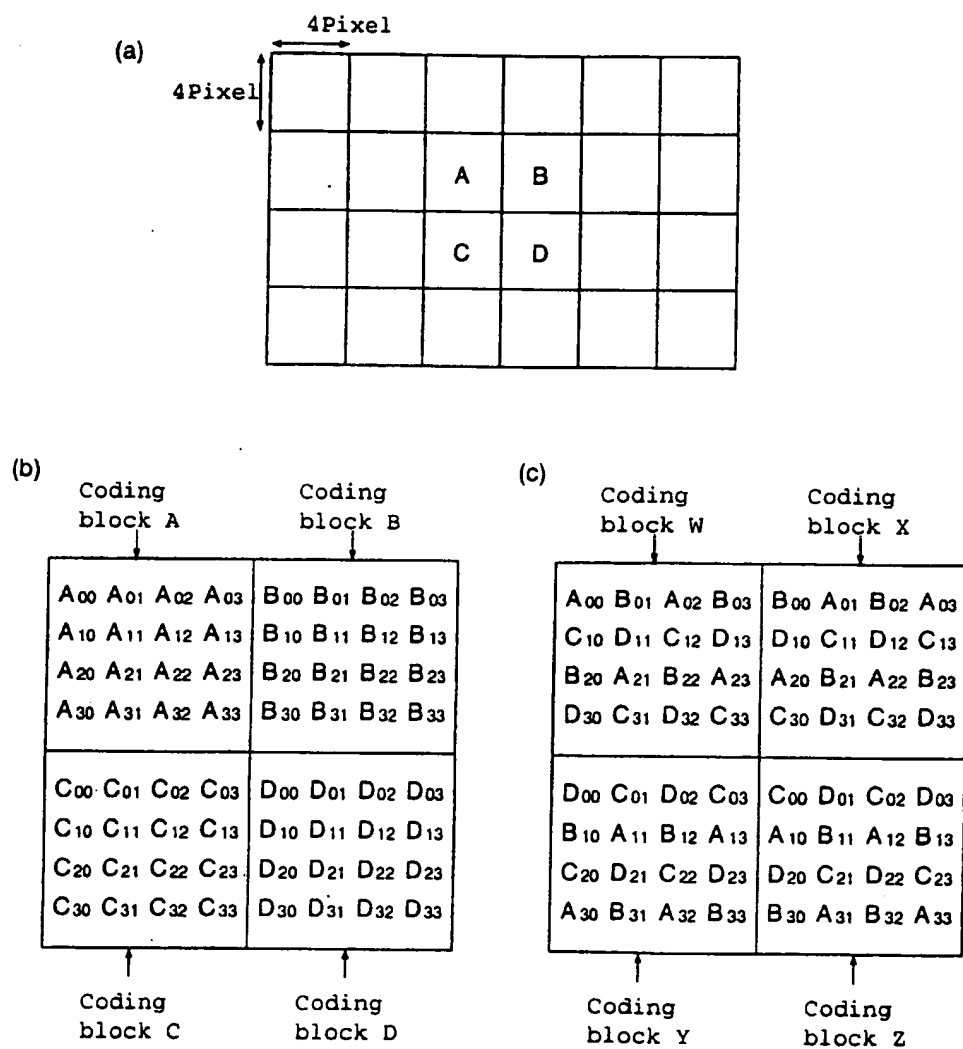 (a)
4Pixel
4Pixel
A B
C D
(b)
Coding
block A
Coding
block B
A00 A01 A02 A03 B00 B01 B02 B03
A10 A11 A12 A13 B10 B11 B12 B13
A20 A21 A22 A23 B20 B21 B22 B23
A30 A31 A32 A33 B30 B31 B32 B33
C00 C01 C02 C03 D00 D01 D02 D03
C10 C11 C12 C13 D10 D11 D12 D13
C20 C21 C22 C23 D20 D21 D22 D23
C30 C31 C32 C33 D30 D31 D32 D33
Coding
block C
Coding
block D
(c)
Coding
block W
Coding
block X
A00 B01 A02 B03 B00 A01 B02 A03
C10 D11 C12 D13 D10 C11 D12 C13
B20 A21 B22 A23 A20 B21 A22 B23
D30 C31 D32 C33 C30 D31 C32 D33
D00 C01 D02 C03 C00 D01 C02 D03
B10 A11 B12 A13 A10 B11 A12 B13
C20 D21 C22 D23 D20 C21 D22 C23
A30 B31 A32 B33 B30 A31 B32 A33
Coding
block Y
Coding
block Z